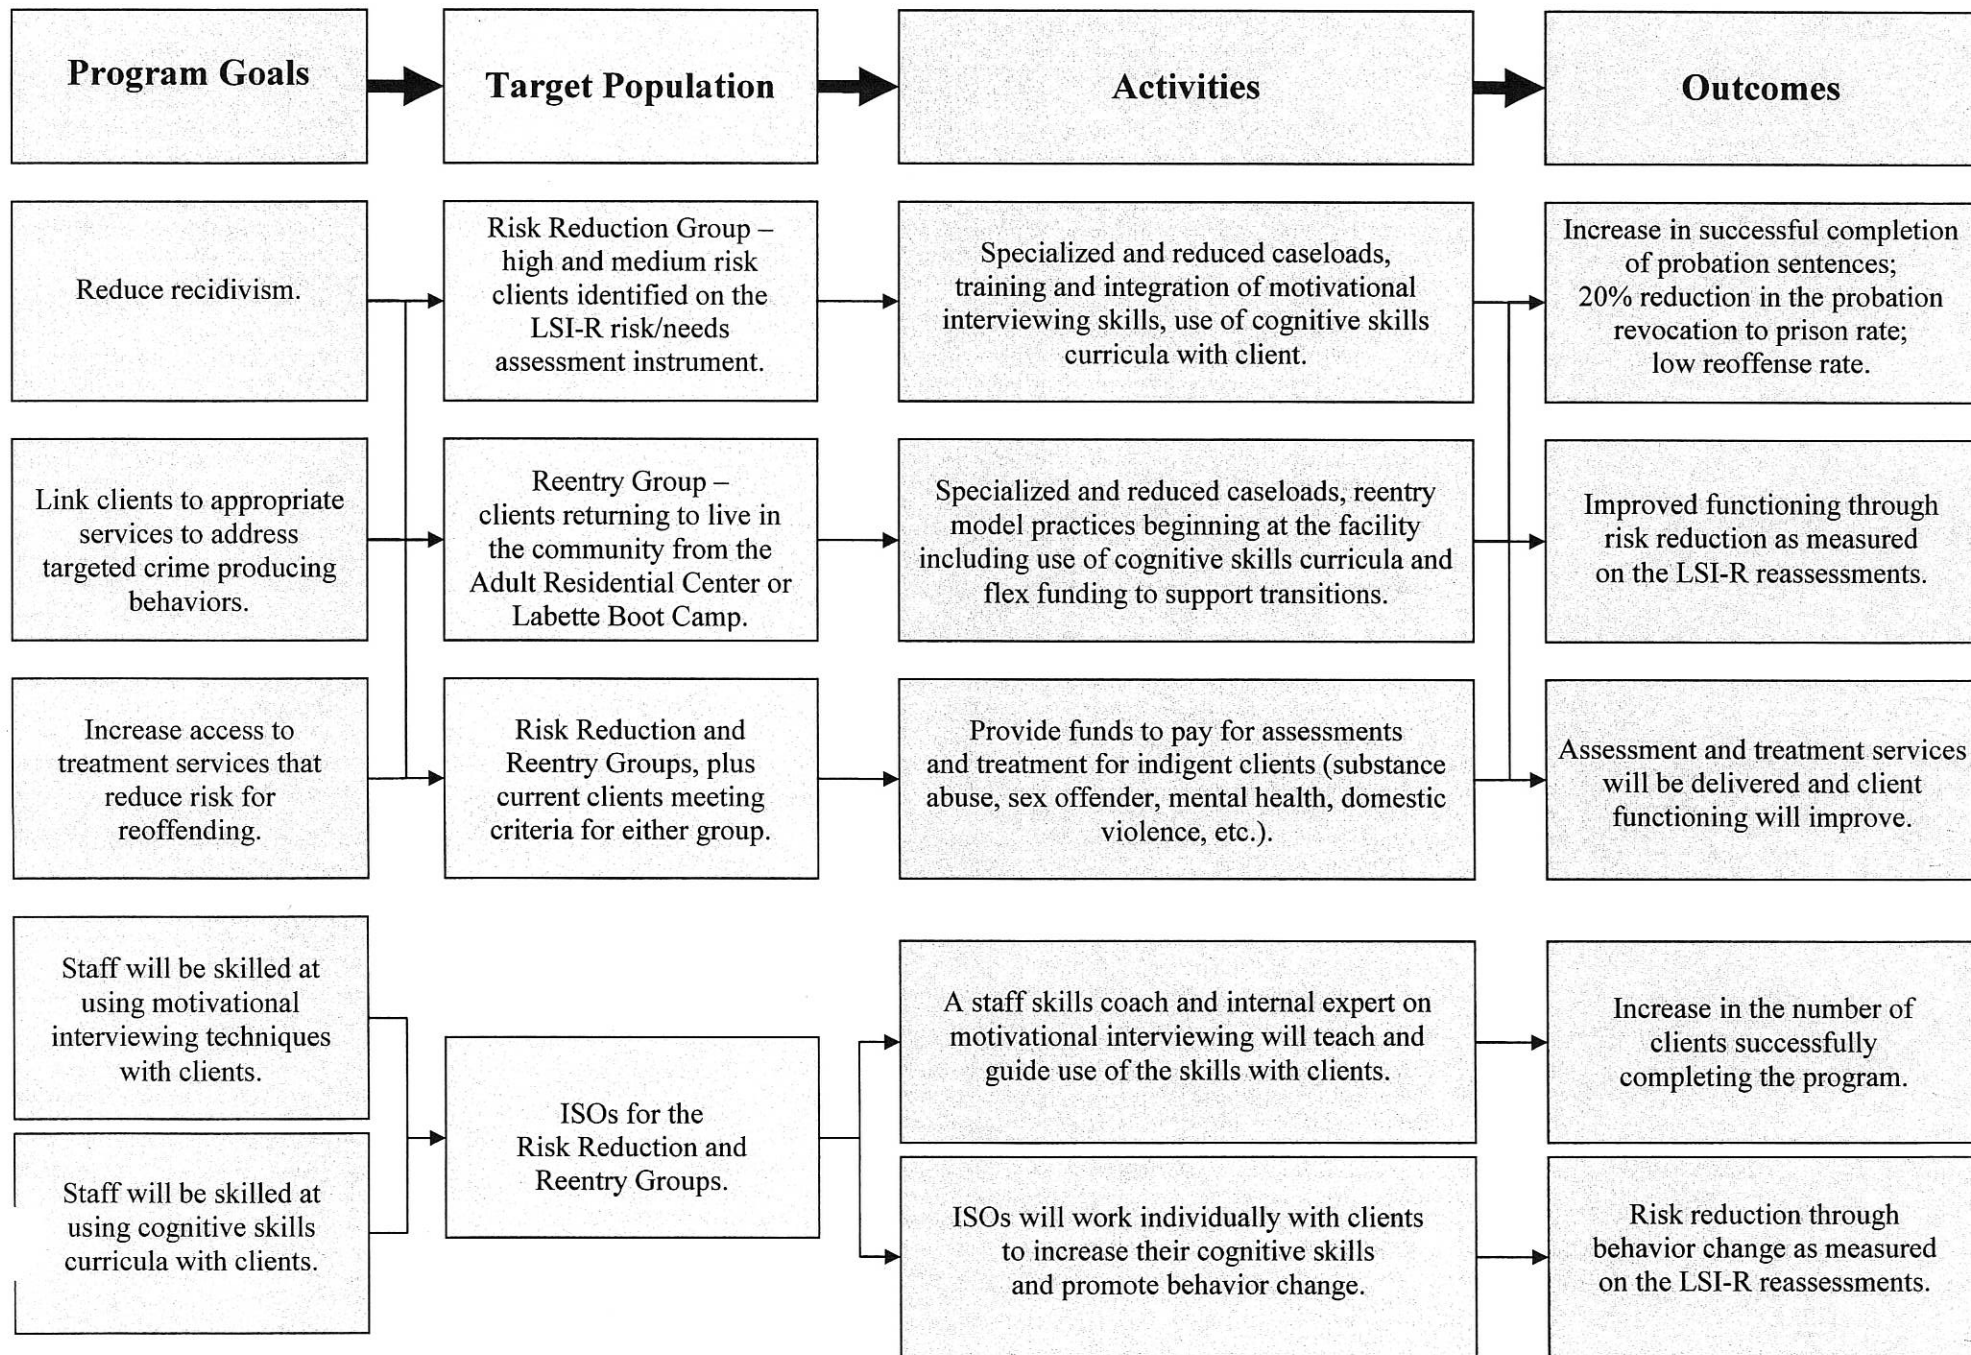 Program Goals
Target Population
Activities
Outcomes
Reduce recidivism.
Risk Reduction Group –
high and medium risk
clients identified on the
LSI-R risk/needs
assessment instrument.
Specialized and reduced caseloads,
training and integration of motivational
interviewing skills, use of cognitive skills
curricula with client.
Increase in successful completion
of probation sentences;
20% reduction in the probation
revocation to prison rate;
low reoffense rate.
Link clients to appropriate
services to address
targeted crime producing
behaviors.
Reentry Group –
clients returning to live in
the community from the
Adult Residential Center or
Labette Boot Camp.
Specialized and reduced caseloads, reentry
model practices beginning at the facility
including use of cognitive skills curricula and
flex funding to support transitions.
Improved functioning through
risk reduction as measured
on the LSI-R reassessments.
Increase access to
treatment services that
reduce risk for
reoffending.
Risk Reduction and
Reentry Groups, plus
current clients meeting
criteria for either group.
Provide funds to pay for assessments
and treatment for indigent clients (substance
abuse, sex offender, mental health, domestic
violence, etc.).
Assessment and treatment services
will be delivered and client
functioning will improve.
Staff will be skilled at
using motivational
interviewing techniques
with clients.
Staff will be skilled at
using cognitive skills
curricula with clients.
ISOs for the
Risk Reduction and
Reentry Groups.
A staff skills coach and internal expert on
motivational interviewing will teach and
guide use of the skills with clients.
Increase in the number of
clients successfully
completing the program.
ISOs will work individually with clients
to increase their cognitive skills
and promote behavior change.
Risk reduction through
behavior change as measured
on the LSI-R reassessments.